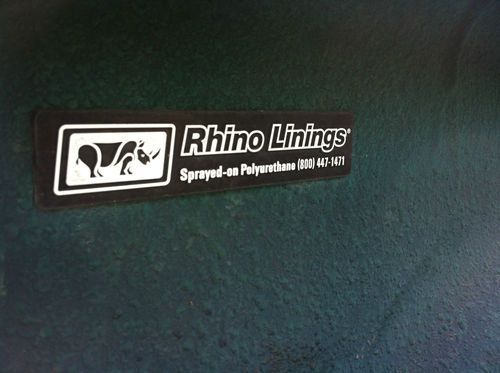 Rhino Linings®
Sprayed-on Polyurethane (800) 447-1471